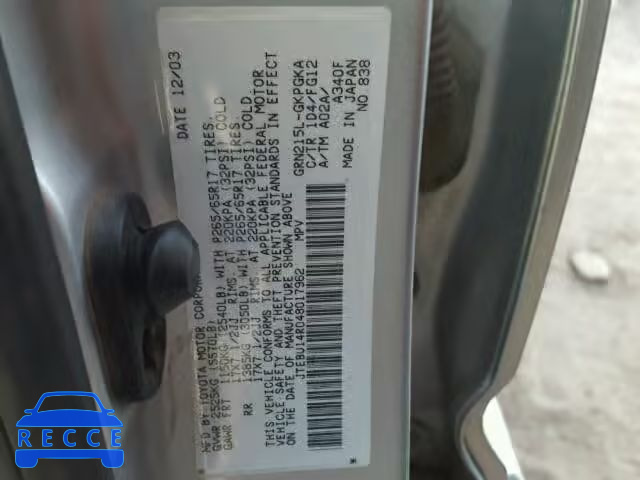 MFD BY TOYOTA MOTOR CORPOR DATE 12/03
GVWR 2525KG (5570LB)
GAWR FRT 1150KG (2540LB) WITH P265/65R17 TIRES,
17X7 1/2JJ RIMS, AT 220KPA (32PSI) COLD
RR 1385KG (3050LB) WITH P265/65R17 TIRES,
17X7 1/2JJ RIMS, AT 220KPA (32PSI) COLD
THIS VEHICLE CONFORMS TO ALL APPLICABLE FEDERAL MOTOR
VEHICLE SAFETY AND THEFT PREVENTION STANDARDS IN EFFECT
ON THE DATE OF MANUFACTURE SHOWN ABOVE
JTEBU14R048017962 MPV
GRN215L-GKPGKA
C/TR 1D4/FG12
A/TM A02A/ A340F
MADE IN JAPAN
NO 838
RECCE